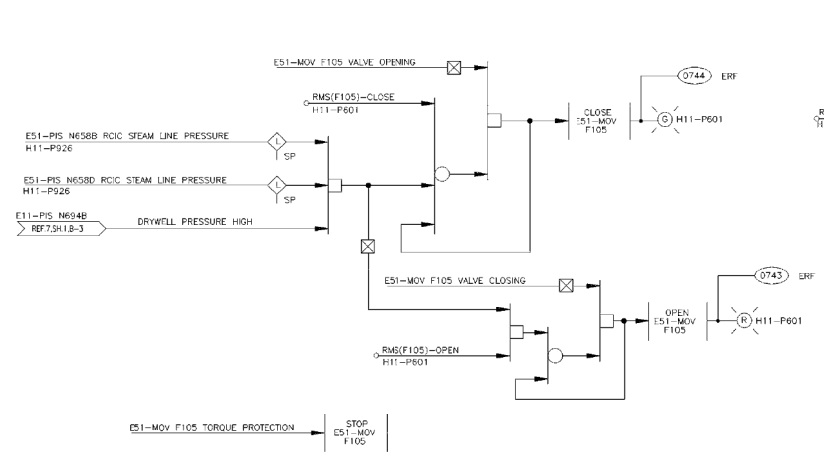 E51-MOV F105 VALVE OPENING
0744 ERF
RMS(F105)-CLOSE
H11-P601
CLOSE
E51-MOV
F105
G H11-P601
E51-PIS N658B RCIC STEAM LINE PRESSURE
H11-P926
L
SP
E51-PIS N658D RCIC STEAM LINE PRESSURE
H11-P926
L
SP
E11-PIS N694B
REF.7,SH.1,B-3
DRYWELL PRESSURE HIGH
E51-MOV F105 VALVE CLOSING
0743 ERF
OPEN
E51-MOV
F105
R H11-P601
RMS(F105)-OPEN
H11-P601
E51-MOV F105 TORQUE PROTECTION
STOP
E51-MOV
F105